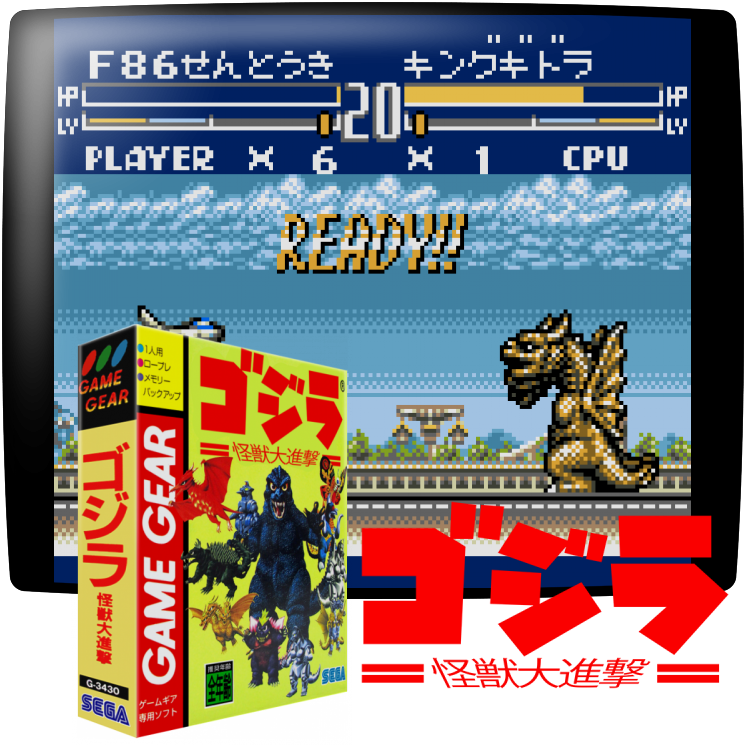 F86せんとうき キングギドラ
HP HP
20
LV LV
PLAYER × 6 × 1 CPU
READY!!
GAME GEAR
ゴジラ
怪獣大進撃
G-3430
SEGA
GAME GEAR
1人用
ロープレ
メモリー
バックアップ
ゴジラ®
怪獣大進撃
SEGA
ゲームギア
専用ソフト
ゴジラ
怪獣大進撃